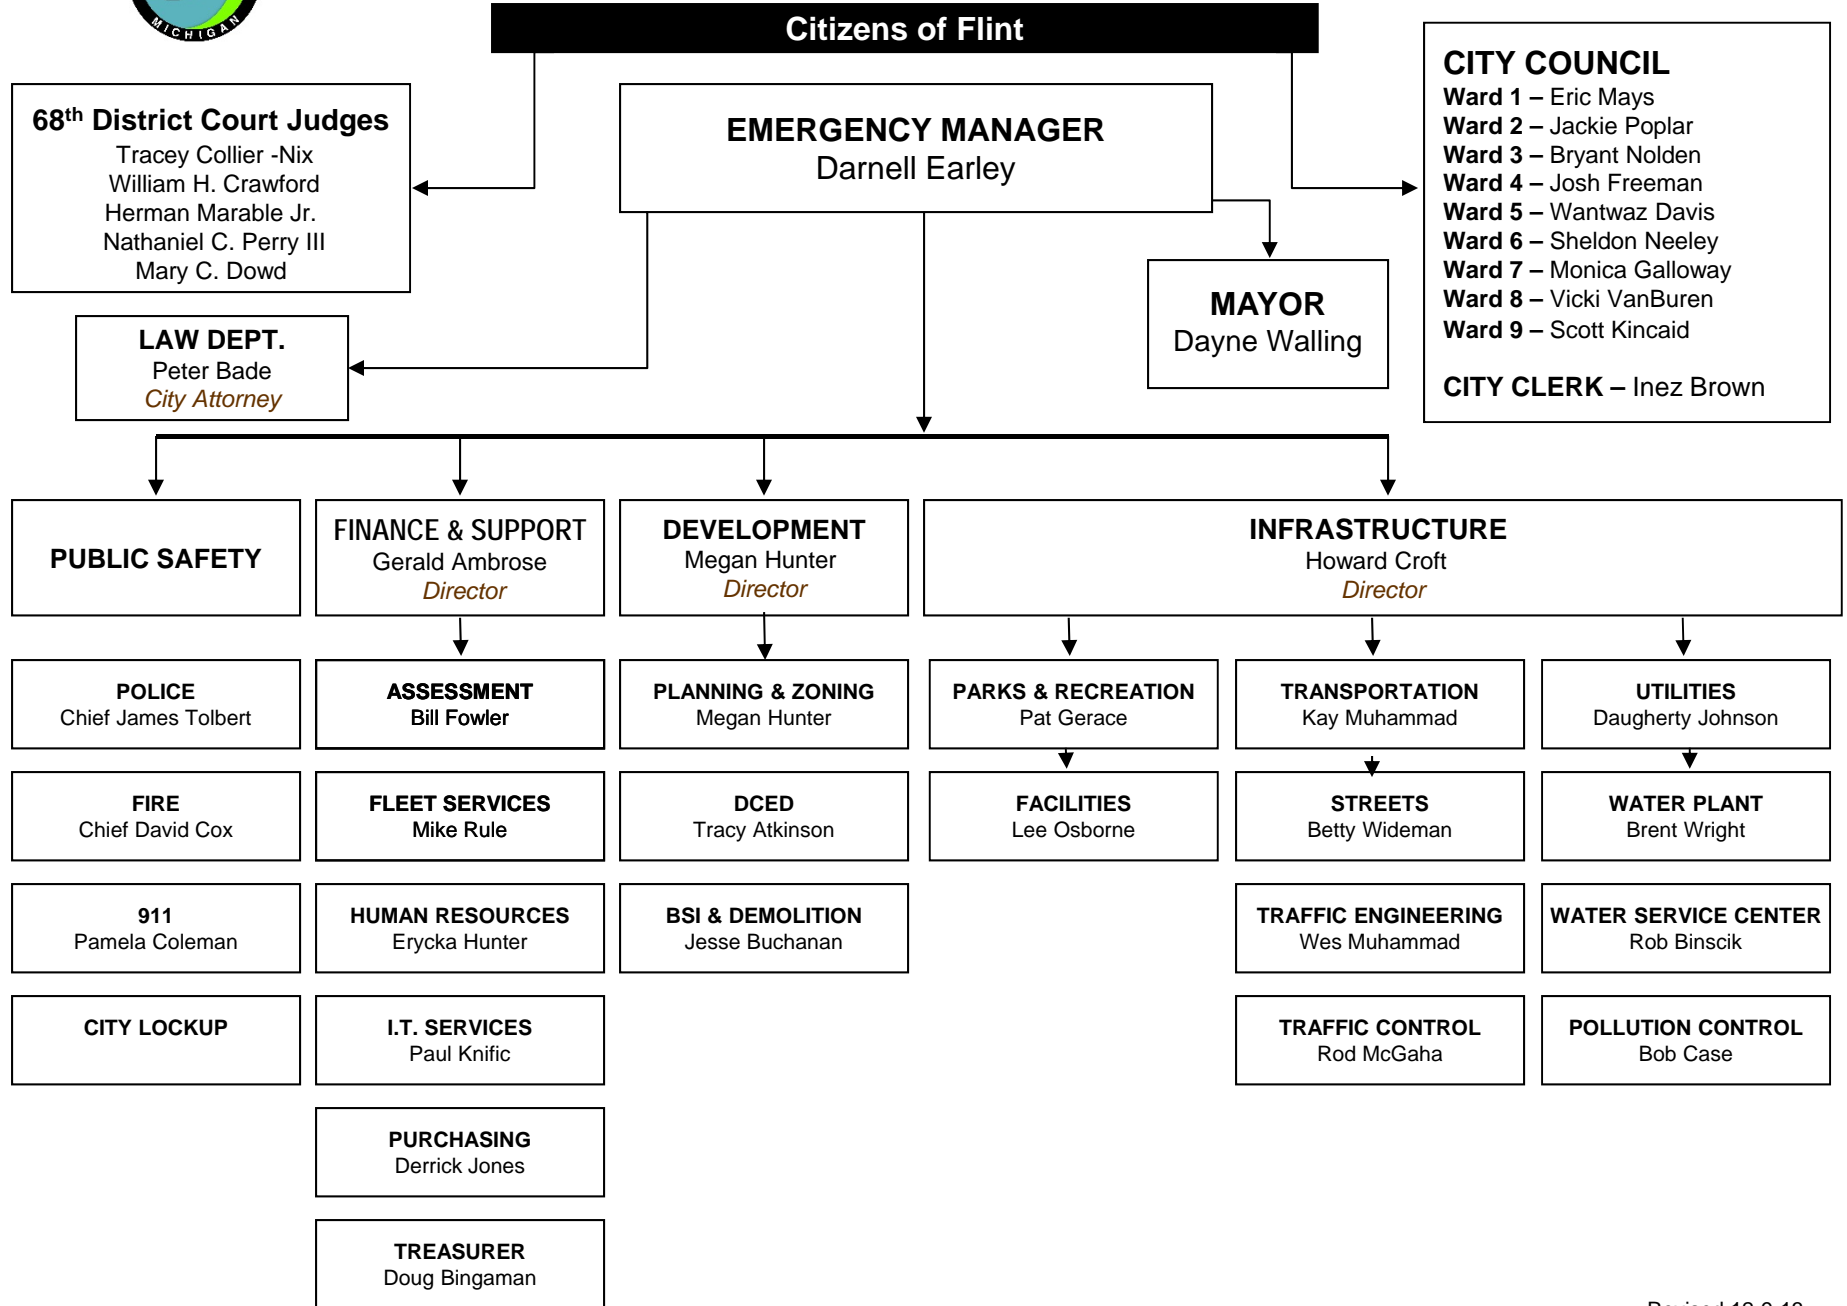 MICHIGAN
Citizens of Flint
68th District Court Judges
Tracey Collier -Nix
William H. Crawford
Herman Marable Jr.
Nathaniel C. Perry III
Mary C. Dowd
EMERGENCY MANAGER
Darnell Earley
CITY COUNCIL
Ward 1 – Eric Mays
Ward 2 – Jackie Poplar
Ward 3 – Bryant Nolden
Ward 4 – Josh Freeman
Ward 5 – Wantwaz Davis
Ward 6 – Sheldon Neeley
Ward 7 – Monica Galloway
Ward 8 – Vicki VanBuren
Ward 9 – Scott Kincaid
CITY CLERK – Inez Brown
MAYOR
Dayne Walling
LAW DEPT.
Peter Bade
City Attorney
PUBLIC SAFETY
FINANCE & SUPPORT
Gerald Ambrose
Director
DEVELOPMENT
Megan Hunter
Director
INFRASTRUCTURE
Howard Croft
Director
POLICE
Chief James Tolbert
ASSESSMENT
Bill Fowler
PLANNING & ZONING
Megan Hunter
PARKS & RECREATION
Pat Gerace
TRANSPORTATION
Kay Muhammad
UTILITIES
Daugherty Johnson
FIRE
Chief David Cox
FLEET SERVICES
Mike Rule
DCED
Tracy Atkinson
FACILITIES
Lee Osborne
STREETS
Betty Wideman
WATER PLANT
Brent Wright
911
Pamela Coleman
HUMAN RESOURCES
Erycka Hunter
BSI & DEMOLITION
Jesse Buchanan
TRAFFIC ENGINEERING
Wes Muhammad
WATER SERVICE CENTER
Rob Binscik
CITY LOCKUP
I.T. SERVICES
Paul Knific
TRAFFIC CONTROL
Rod McGaha
POLLUTION CONTROL
Bob Case
PURCHASING
Derrick Jones
TREASURER
Doug Bingaman